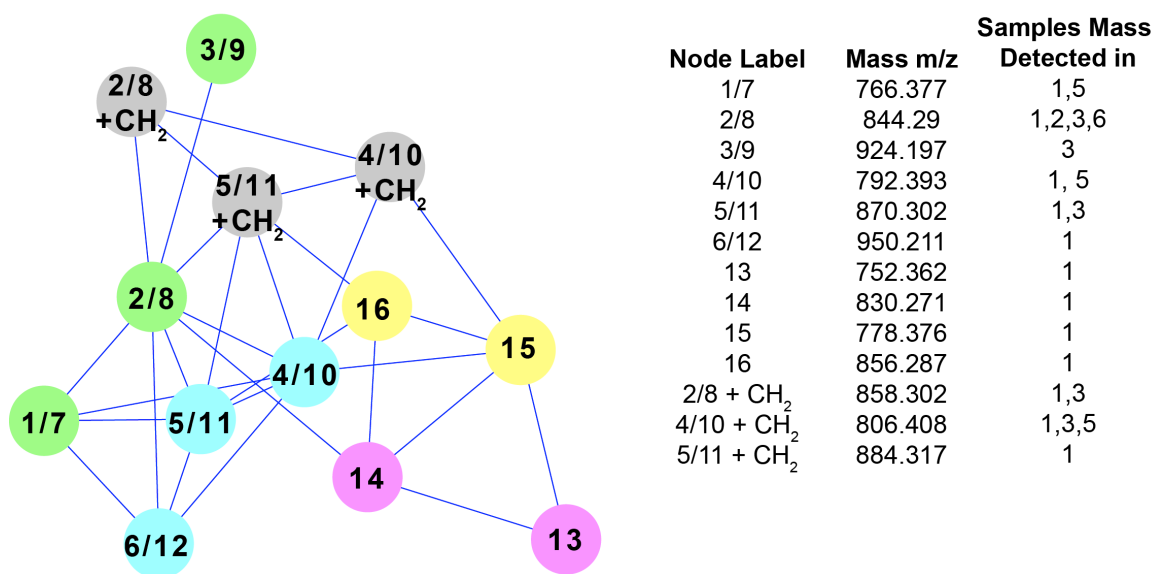 3/9
2/8
+CH2
4/10
+CH2
5/11
+CH2
2/8
16
15
4/10
1/7
5/11
14
6/12
13
Samples Mass
Node Label Mass m/z Detected in
1/7 766.377 1,5
2/8 844.29 1,2,3,6
3/9 924.197 3
4/10 792.393 1, 5
5/11 870.302 1,3
6/12 950.211 1
13 752.362 1
14 830.271 1
15 778.376 1
16 856.287 1
2/8 + CH2 858.302 1,3
4/10 + CH2 806.408 1,3,5
5/11 + CH2 884.317 1